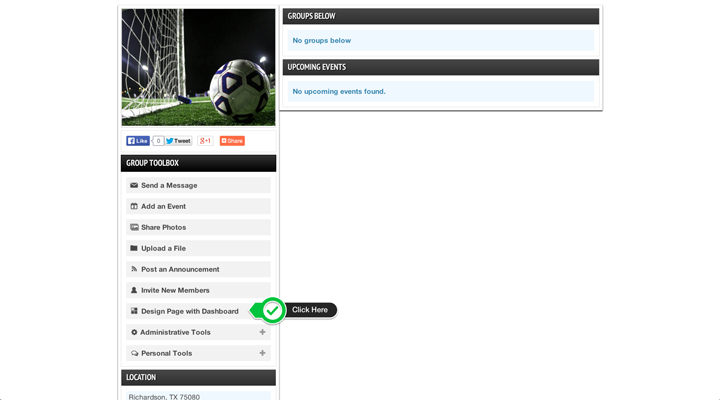 GROUPS BELOW
No groups below
UPCOMING EVENTS
No upcoming events found.
Like 0 Tweet +1 Share
GROUP TOOLBOX
Send a Message
Add an Event
Share Photos
Upload a File
Post an Announcement
Invite New Members
Design Page with Dashboard
Click Here
Administrative Tools
Personal Tools
LOCATION
Richardson, TX 75080